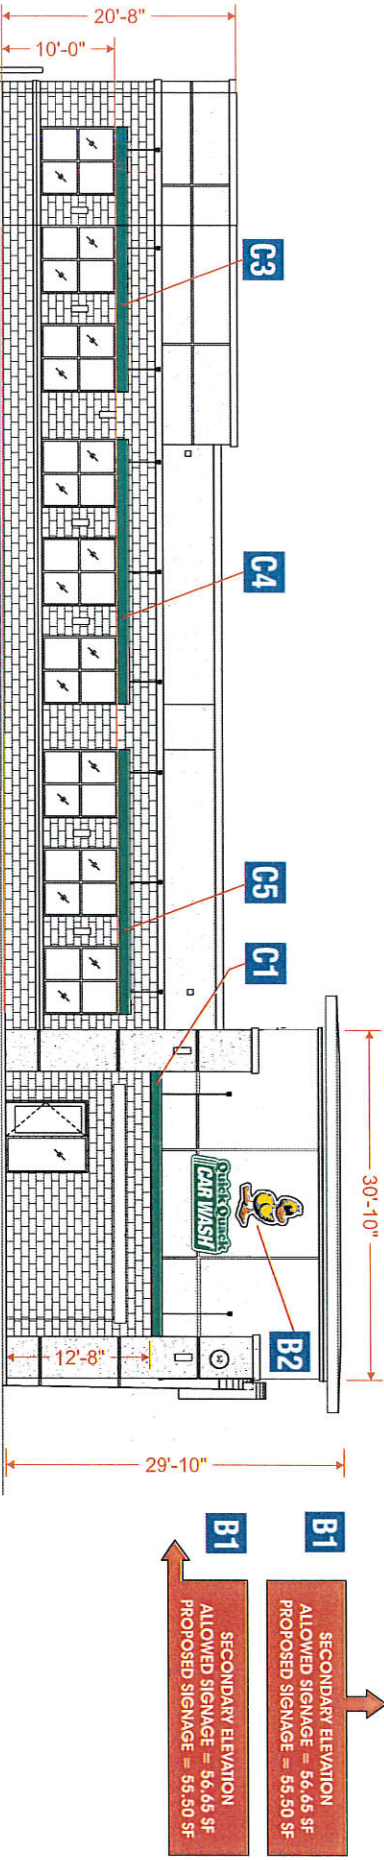 20'-8"
10'-0"
C3
C4
C5
C1
30'-10"
Quick Quack
CAR WASH
B2
12'-8"
29'-10"
B1
SECONDARY ELEVATION
ALLOWED SIGNAGE = 56.65 SF
PROPOSED SIGNAGE = 55.50 SF
B1
SECONDARY ELEVATION
ALLOWED SIGNAGE = 56.65 SF
PROPOSED SIGNAGE = 55.50 SF